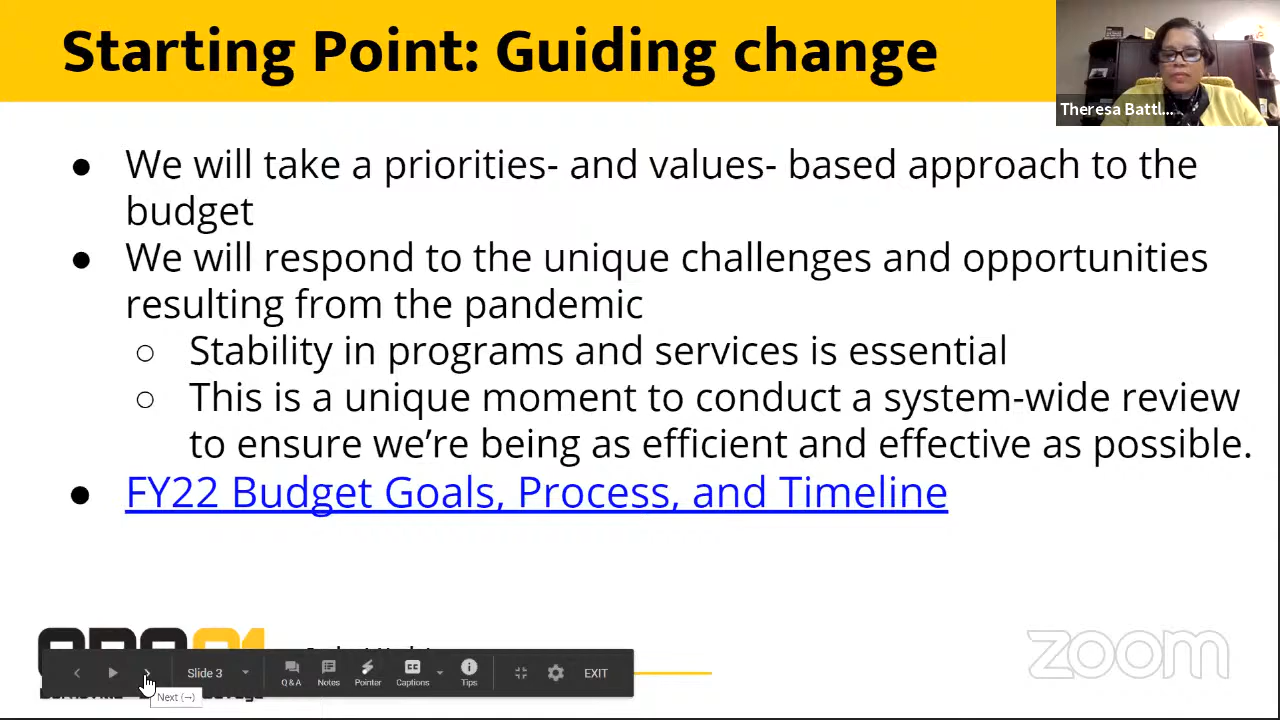 Starting Point: Guiding change
Theresa Battl...
● We will take a priorities- and values- based approach to the
budget
● We will respond to the unique challenges and opportunities
resulting from the pandemic
○ Stability in programs and services is essential
○ This is a unique moment to conduct a system-wide review
to ensure we’re being as efficient and effective as possible.
● FY22 Budget Goals, Process, and Timeline
zoom
Slide 3
Q & A
Notes
Pointer
Captions
Tips
EXIT
Next (→)